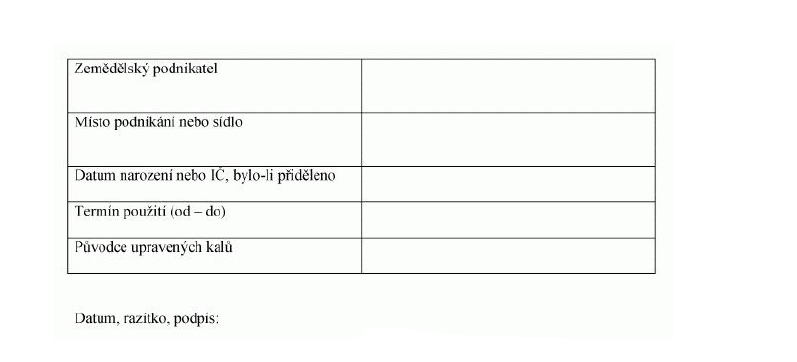 Zemědělský podnikatel
Místo podnikání nebo sídlo
Datum narození nebo IČ, bylo-li přiděleno
Termín použití (od – do)
Původce upravených kalů
Datum, razítko, podpis: